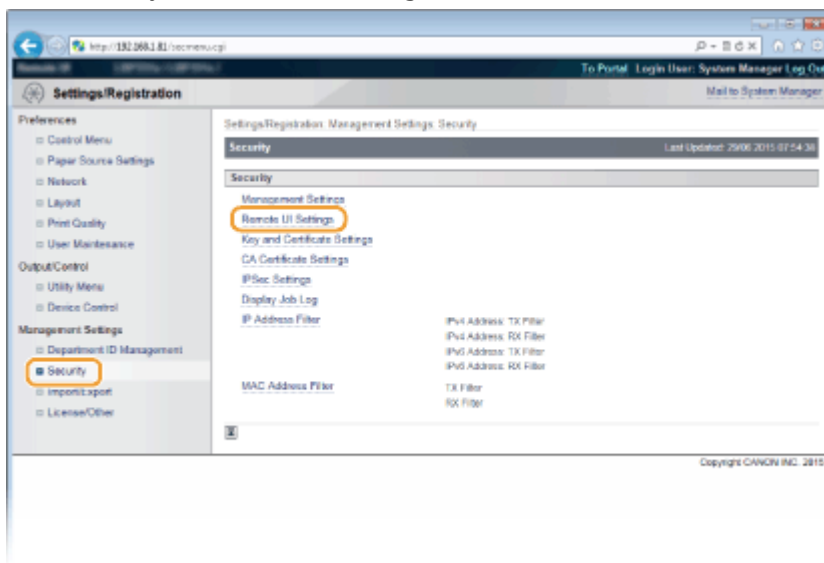 http://192.168.1.81/secmenu.cgi
To Portal Login User: System Manager Log Out
Settings/Registration
Mail to System Manager
Preferences
Control Menu
Paper Source Settings
Network
Layout
Print Quality
User Maintenance
Output/Control
Utility Menu
Device Control
Management Settings
Department ID Management
Security
Import/Export
License/Other
Settings/Registration: Management Settings: Security
Security
Last Updated: 29/06 2015 07:54:38
Security
Management Settings
Remote UI Settings
Key and Certificate Settings
CA Certificate Settings
IPSec Settings
Display Job Log
IP Address Filter
IPv4 Address: TX Filter
IPv4 Address: RX Filter
IPv6 Address: TX Filter
IPv6 Address: RX Filter
MAC Address Filter
TX Filter
RX Filter
Copyright CANON INC. 2015